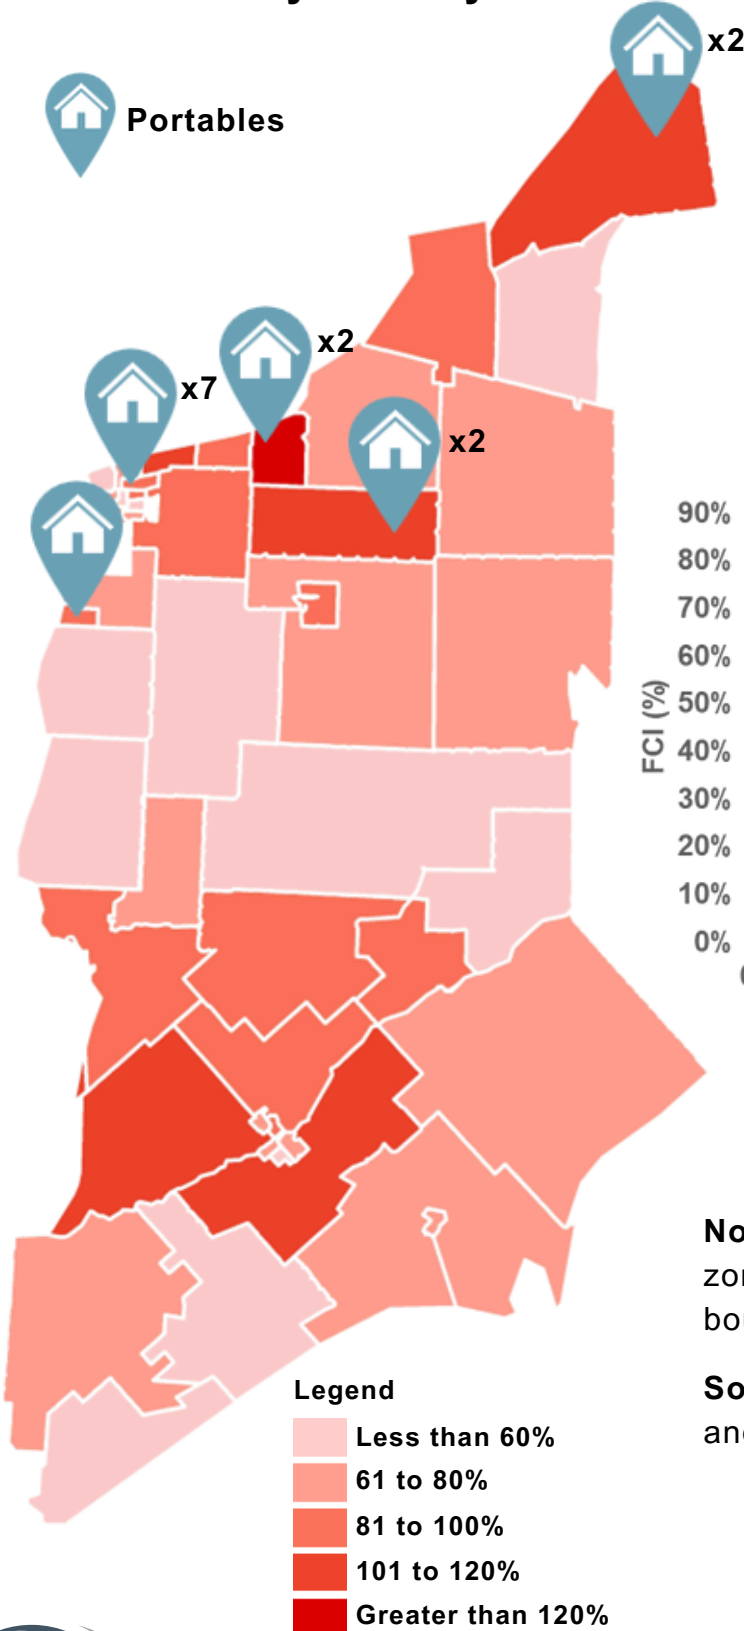 x2
Portables
x2
x7
x2
90%
80%
70%
60%
50%
40%
30%
20%
10%
0%
FCI (%)
Legend
Less than 60%
61 to 80%
81 to 100%
101 to 120%
Greater than 120%